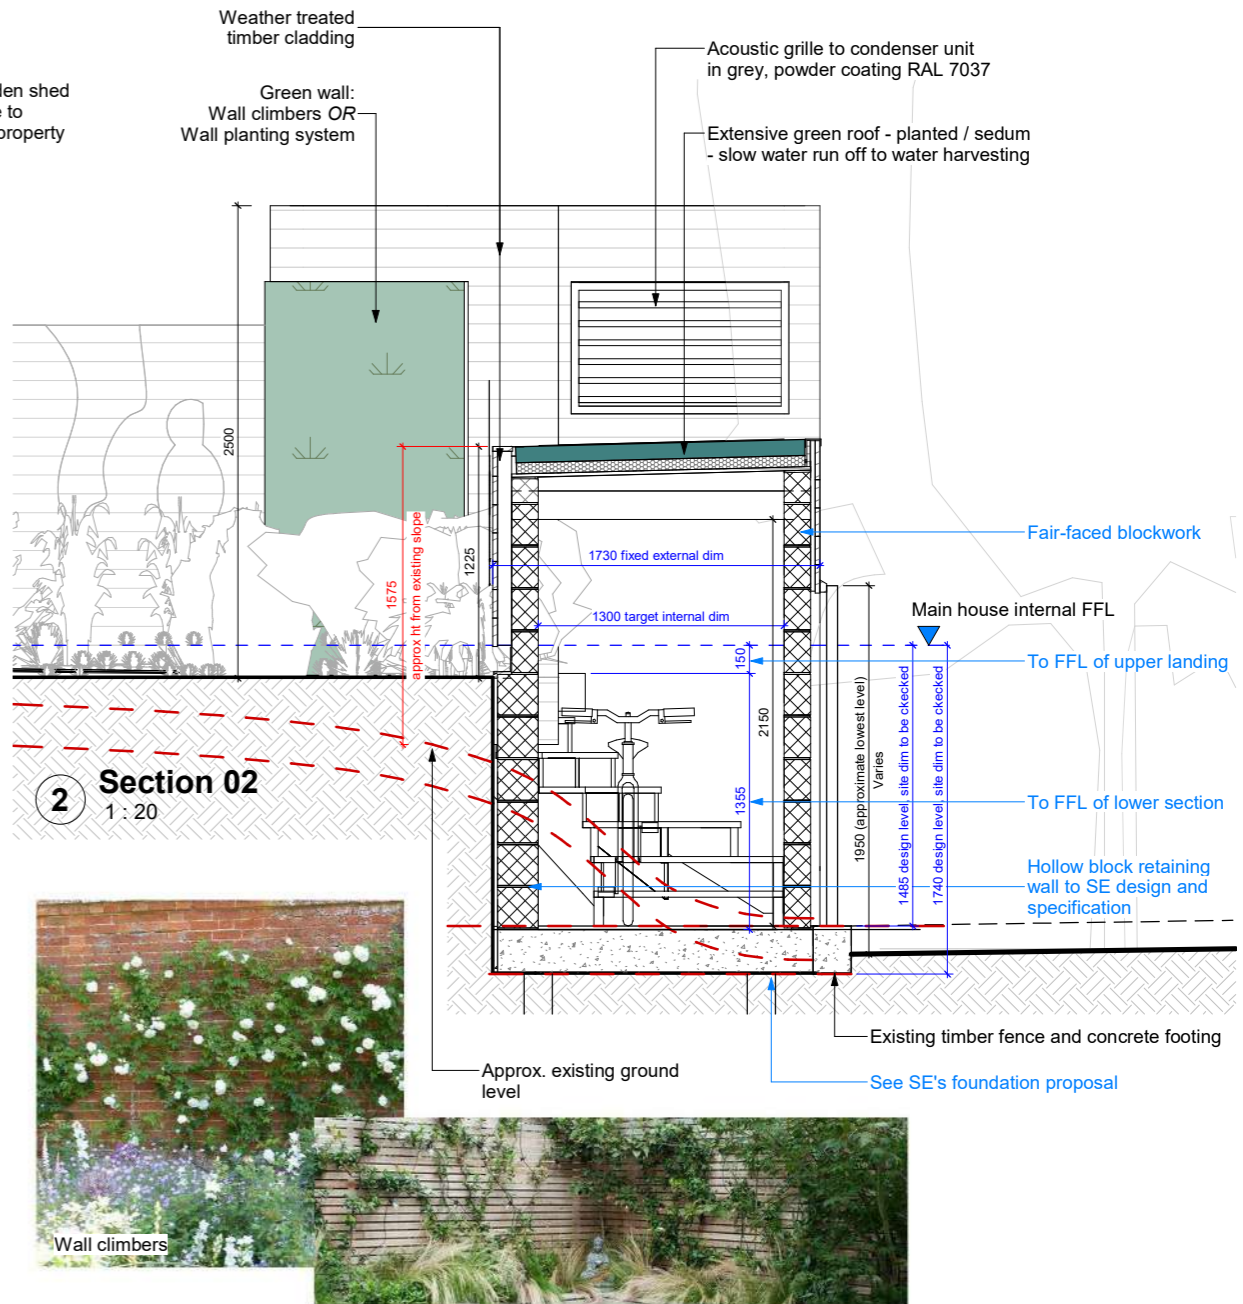 Weather treated
timber cladding
len shed
e to
property
Green wall:
Wall climbers OR
Wall planting system
Acoustic grille to condenser unit
in grey, powder coating RAL 7037
Extensive green roof - planted / sedum
- slow water run off to water harvesting
2500
1575
approx ht from existing slope
1225
1730 fixed external dim
1300 target internal dim
150
2150
1355
Fair-faced blockwork
Main house internal FFL
To FFL of upper landing
1950 (approximate lowest level)
Varies
1485 design level, site dim to be ckecked
1740 design level, site dim to be ckecked
To FFL of lower section
Hollow block retaining
wall to SE design and
specification
2
Section 02
1 : 20
Existing timber fence and concrete footing
See SE's foundation proposal
Approx. existing ground
level
Wall climbers